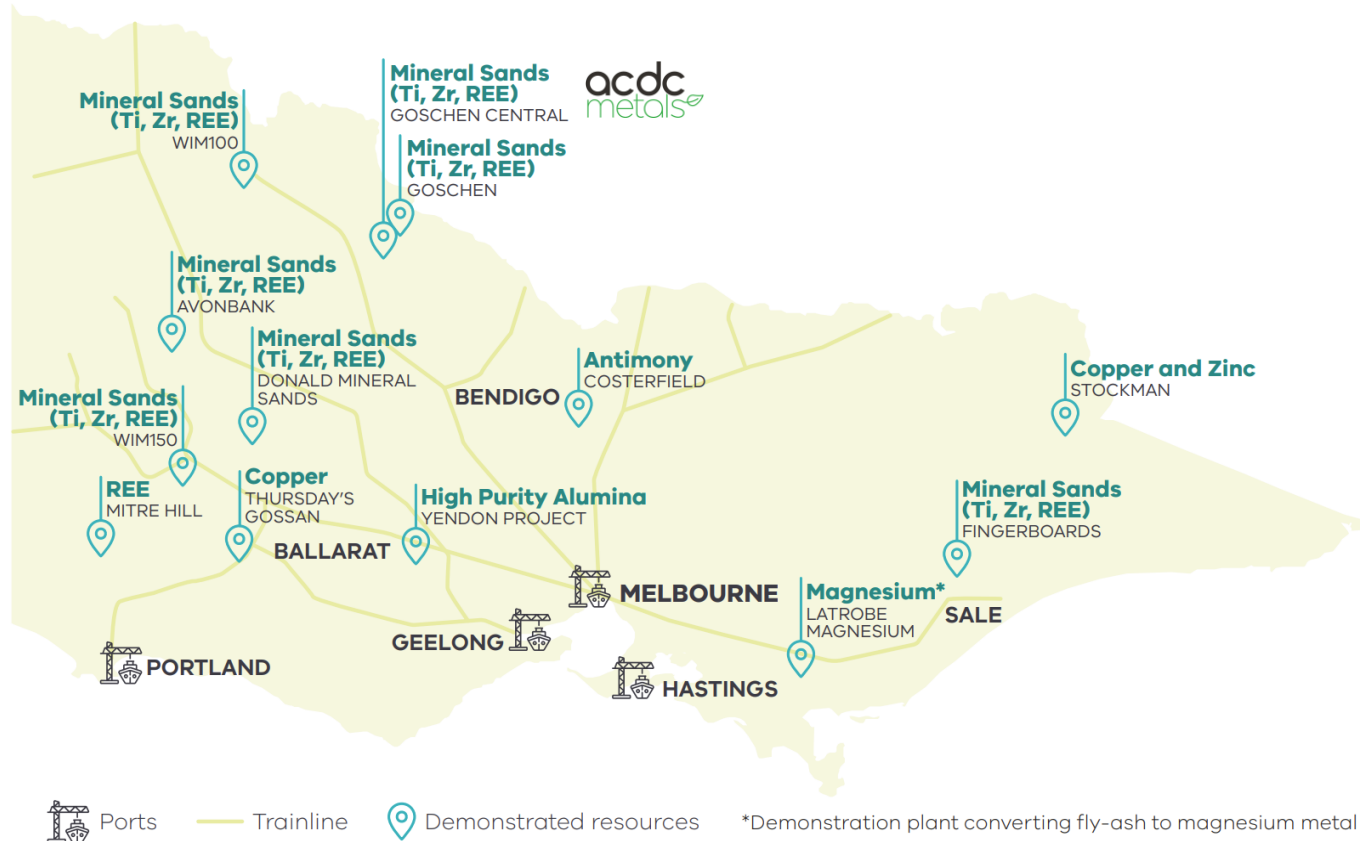 Mineral Sands
(Ti, Zr, REE)
GOSCHEN CENTRAL
acdc
metals
Mineral Sands
(Ti, Zr, REE)
WIM100
Mineral Sands
(Ti, Zr, REE)
GOSCHEN
Mineral Sands
(Ti, Zr, REE)
AVONBANK
Mineral Sands
(Ti, Zr, REE)
DONALD MINERAL
SANDS
Antimony
COSTERFIELD
BENDIGO
Copper and Zinc
STOCKMAN
Mineral Sands
(Ti, Zr, REE)
WIM150
REE
MITRE HILL
Copper
THURSDAY'S
GOSSAN
High Purity Alumina
YENDON PROJECT
Mineral Sands
(Ti, Zr, REE)
FINGERBOARDS
BALLARAT
MELBOURNE
Magnesium*
LATROBE
MAGNESIUM
SALE
GEELONG
PORTLAND
HASTINGS
Ports
Trainline
Demonstrated resources
*Demonstration plant converting fly-ash to magnesium metal